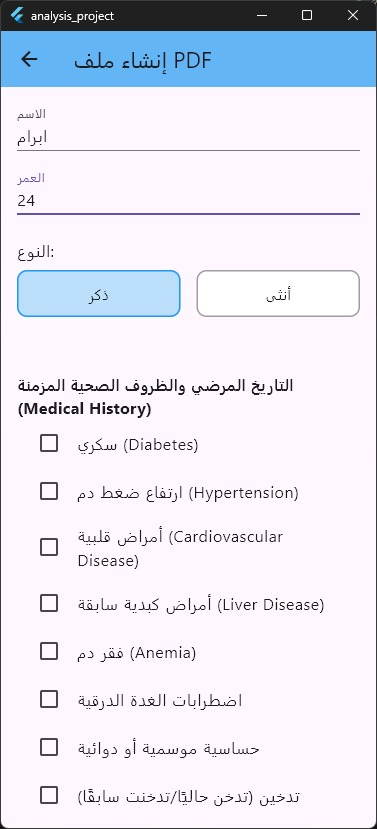 analysis_project
إنشاء ملف PDF
الاسم
ابرام
العمر
24
النوع:
ذكر
أنثى
التاريخ المرضي والظروف الصحية المزمنة
(Medical History)
سكري (Diabetes)
ارتفاع ضغط دم (Hypertension)
أمراض قلبية (Cardiovascular
Disease)
أمراض كبدية سابقة (Liver Disease)
فقر دم (Anemia)
اضطرابات الغدة الدرقية
حساسية موسمية أو دوائية
تدخين (تدخن حاليًا/تدخنت سابقًا)